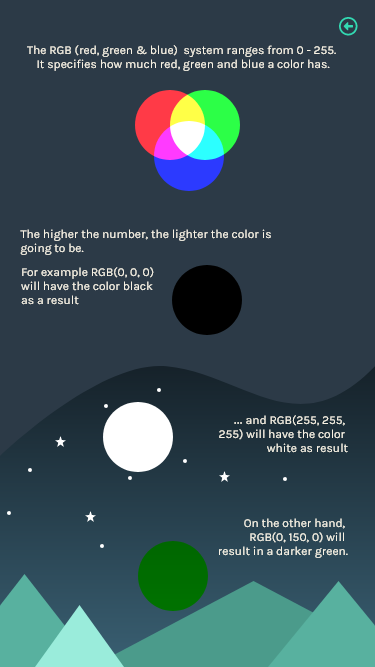 The RGB (red, green & blue) system ranges from 0 - 255.
It specifies how much red, green and blue a color has.
The higher the number, the lighter the color is
going to be.
For example RGB(0, 0, 0)
will have the color black
as a result
... and RGB(255, 255,
255) will have the color
white as result
On the other hand,
RGB(0, 150, 0) will
result in a darker green.